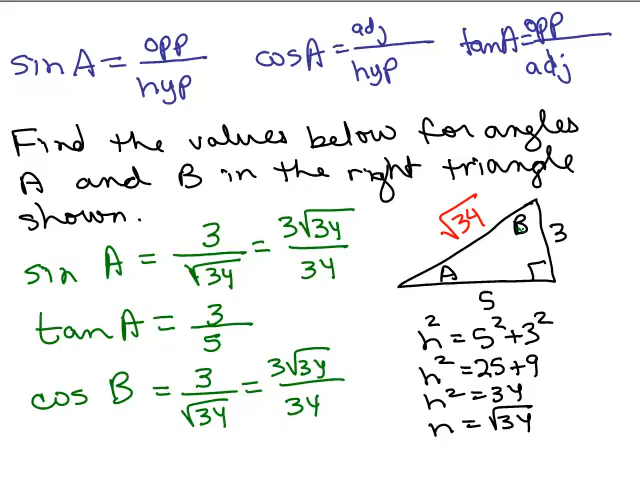 sin A = opp/hyp cos A = adj/hyp tan A = opp/adj
Find the values below for angles
A and B in the right triangle
shown.
sin A = 3/√34 = 3√34/34
tan A = 3/5
cos B = 3/√34 = 3√34/34
√34
B
3
A
5
h² = 5² + 3²
h² = 25 + 9
h² = 34
h = √34